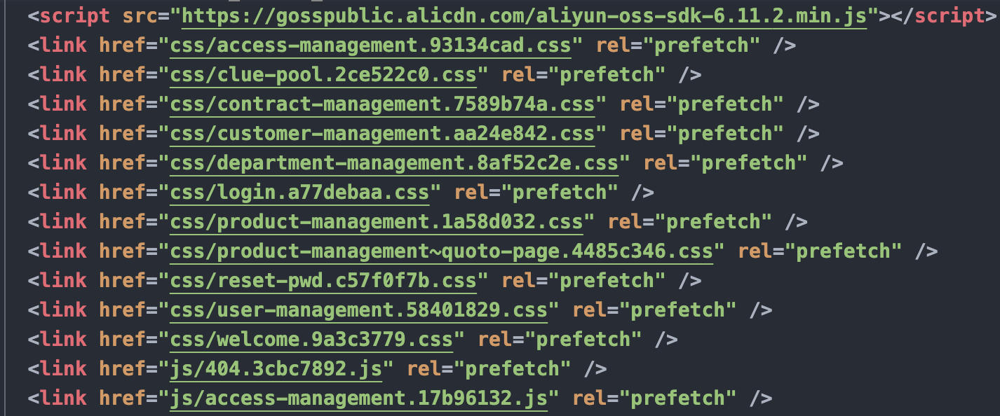 <script src="https://gosspublic.alicdn.com/aliyun-oss-sdk-6.11.2.min.js"></script>
<link href="css/access-management.93134cad.css" rel="prefetch" />
<link href="css/clue-pool.2ce522c0.css" rel="prefetch" />
<link href="css/contract-management.7589b74a.css" rel="prefetch" />
<link href="css/customer-management.aa24e842.css" rel="prefetch" />
<link href="css/department-management.8af52c2e.css" rel="prefetch" />
<link href="css/login.a77debaa.css" rel="prefetch" />
<link href="css/product-management.1a58d032.css" rel="prefetch" />
<link href="css/product-management~quoto-page.4485c346.css" rel="prefetch" />
<link href="css/reset-pwd.c57f0f7b.css" rel="prefetch" />
<link href="css/user-management.58401829.css" rel="prefetch" />
<link href="css/welcome.9a3c3779.css" rel="prefetch" />
<link href="js/404.3cbc7892.js" rel="prefetch" />
<link href="js/access-management.17b96132.js" rel="prefetch" />